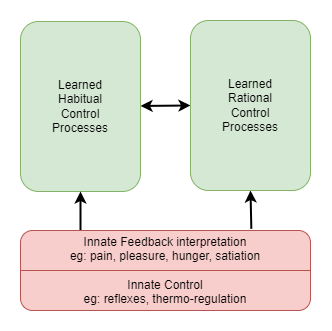 Learned
Habitual
Control
Processes
Learned
Rational
Control
Processes
Innate Feedback interpretation
eg: pain, pleasure, hunger, satiation
Innate Control
eg: reflexes, thermo-regulation